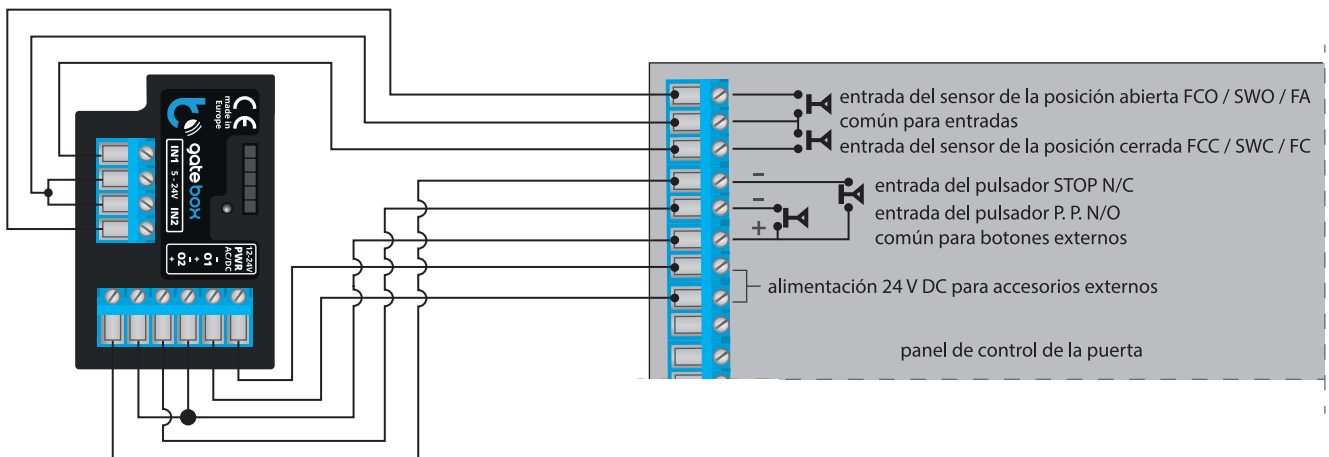 made in
Europe
CE
gatebox
IN1 5 - 24V IN2
12-24V
PWR
AC/DC
- O1 +
- O2 +
entrada del sensor de la posición abierta FCO / SWO / FA
común para entradas
entrada del sensor de la posición cerrada FCC / SWC / FC
-
entrada del pulsador STOP N/C
-
entrada del pulsador P. P. N/O
+
común para botones externos
alimentación 24 V DC para accesorios externos
panel de control de la puerta